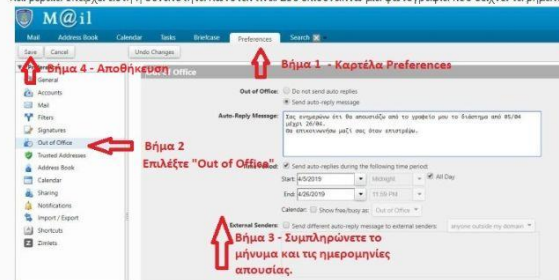 M@il
Mail Address Book Calendar Tasks Briefcase Preferences Search
Save Cancel Undo Changes
Βήμα 4 - Αποθήκευση
Βήμα 1 - Καρτέλα Preferences
General
Accounts
Mail
Filters
Signatures
Out of Office
Trusted Addresses
Address Book
Calendar
Sharing
Notifications
Import / Export
Shortcuts
Zimlets
Βήμα 2
Επιλέξτε "Out of Office"
of Office
Out of Office: Do not send auto replies
Send auto-reply message:
Auto-Reply Message: Σας ενημερώνω ότι θα απουσιάζω από το γραφείο μου το διάστημα από 05/04
μέχρι 26/04.
Θα επικοινωνήσω μαζί σας όταν επιστρέψω.
Send auto-replies during the following time period:
Start: 4/5/2019 Midnight All Day
End: 4/26/2019 11:59 PM
Calendar: Show free/busy as: Out of Office
External Senders: Send different auto-reply message to external senders: anyone outside my domain
Βήμα 3 - Συμπληρώνετε το
μήνυμα και τις ημερομηνίες
απουσίας.